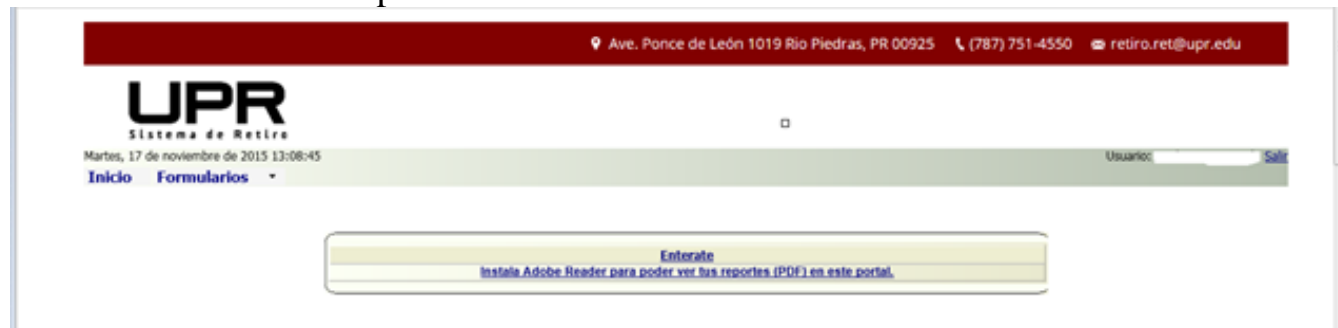 Ave. Ponce de León 1019 Rio Piedras, PR 00925 (787) 751-4550 retiro.ret@upr.edu
UPR
Sistema de Retiro
Martes, 17 de noviembre de 2015 13:08:45 Usuario: Salir
Inicio Formularios
Enterate
Instala Adobe Reader para poder ver tus reportes (PDF) en este portal.